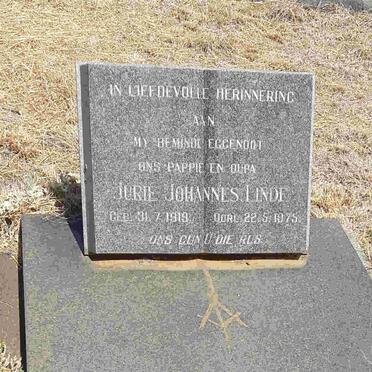 IN LIEFDEVOLLE HERINNERING
AAN
MY BEMINDE EGGENOOT
ONS PAPPIE EN OUPA
JURIE JOHANNES LINDE
GEB. 31.7.1919 OORL. 22.5.1975
ONS GUN U DIE RUS